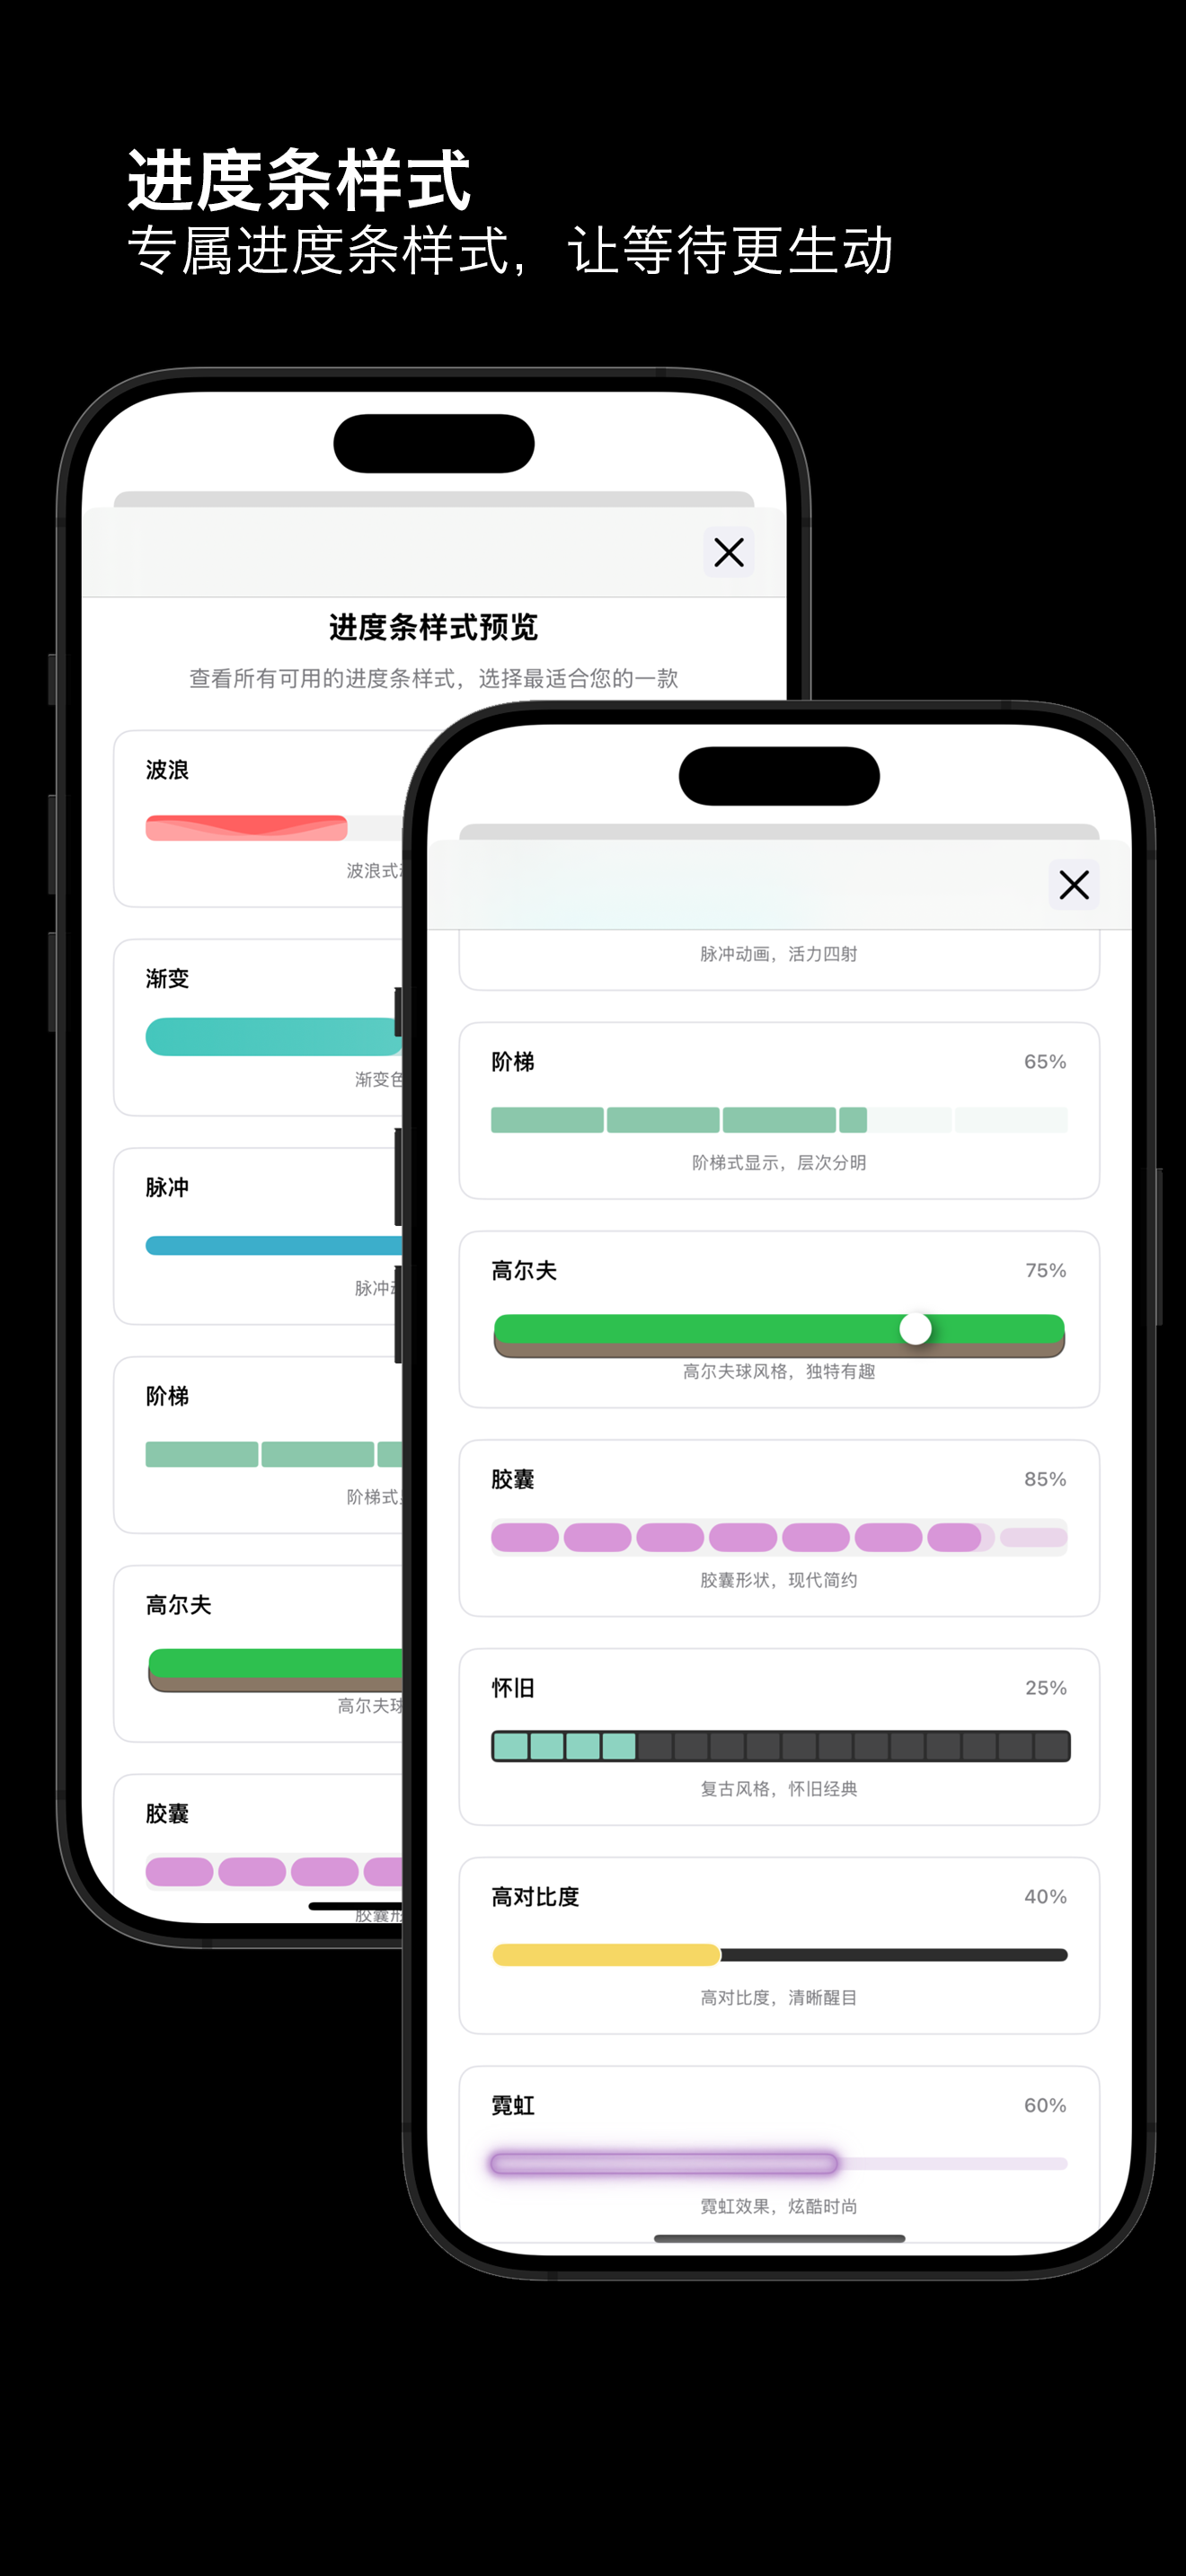 进度条样式
专属进度条样式，让等待更生动
进度条样式预览
查看所有可用的进度条样式，选择最适合您的一款
波浪
波浪式
渐变
渐变色
脉冲
脉冲
阶梯
阶梯式
高尔夫
高尔夫球
胶囊
胶囊形
脉冲动画，活力四射
阶梯
65%
阶梯式显示，层次分明
高尔夫
75%
高尔夫球风格，独特有趣
胶囊
85%
胶囊形状，现代简约
怀旧
25%
复古风格，怀旧经典
高对比度
40%
高对比度，清晰醒目
霓虹
60%
霓虹效果，炫酷时尚